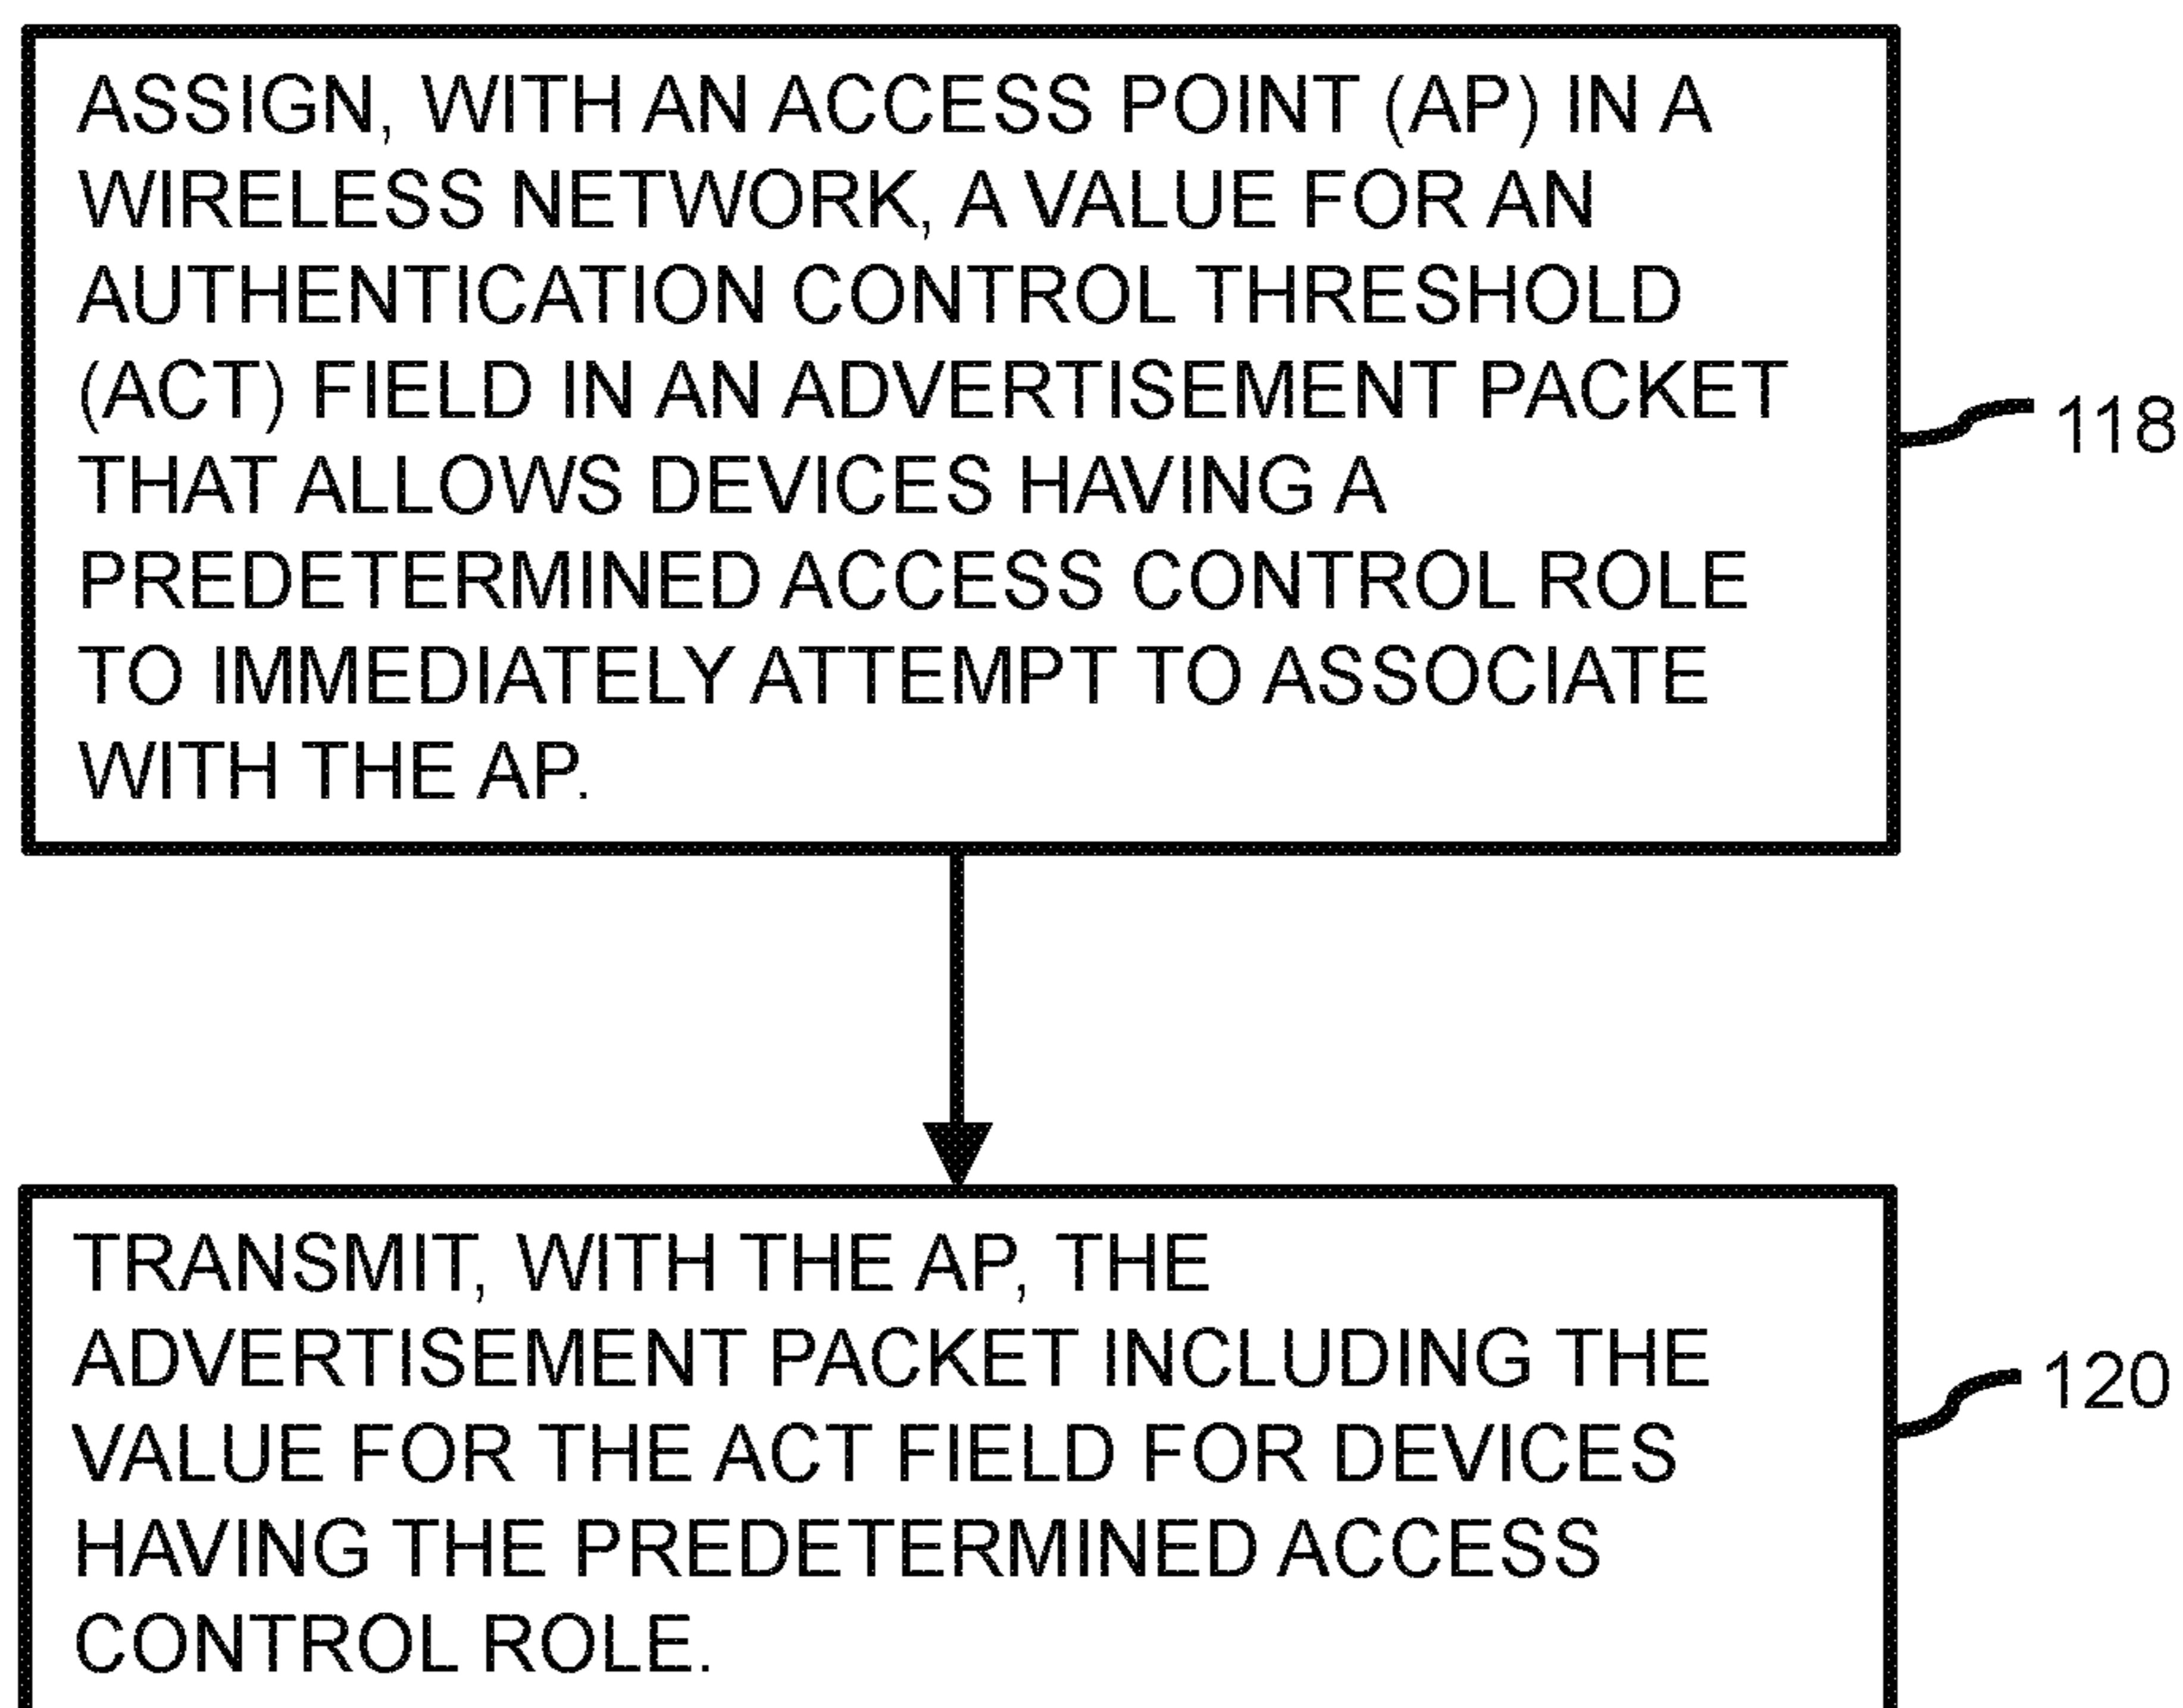 ASSIGN, WITH AN ACCESS POINT (AP) IN A
WIRELESS NETWORK, A VALUE FOR AN
AUTHENTICATION CONTROL THRESHOLD
(ACT) FIELD IN AN ADVERTISEMENT PACKET
THAT ALLOWS DEVICES HAVING A
PREDETERMINED ACCESS CONTROL ROLE
TO IMMEDIATELY ATTEMPT TO ASSOCIATE
WITH THE AP.
118
TRANSMIT, WITH THE AP, THE
ADVERTISEMENT PACKET INCLUDING THE
VALUE FOR THE ACT FIELD FOR DEVICES
HAVING THE PREDETERMINED ACCESS
CONTROL ROLE.
120